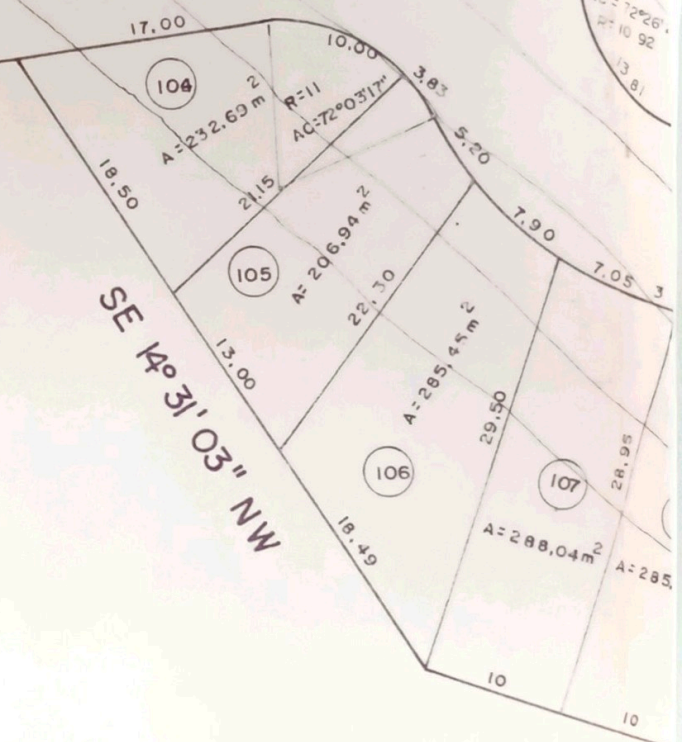 17.00
10.00
72°26'
R=10 92
13.81
3.83
104
A=232,69 m²
R=11
AC=72°03'17"
5,20
18.50
21.15
7.90
7.05
3
105
A= 206,94 m²
22,30
13.00
A=285,45 m²
29,50
28,95
SE 14°31'03" NW
106
107
18.49
A=288,04m²
A=285,
10
10